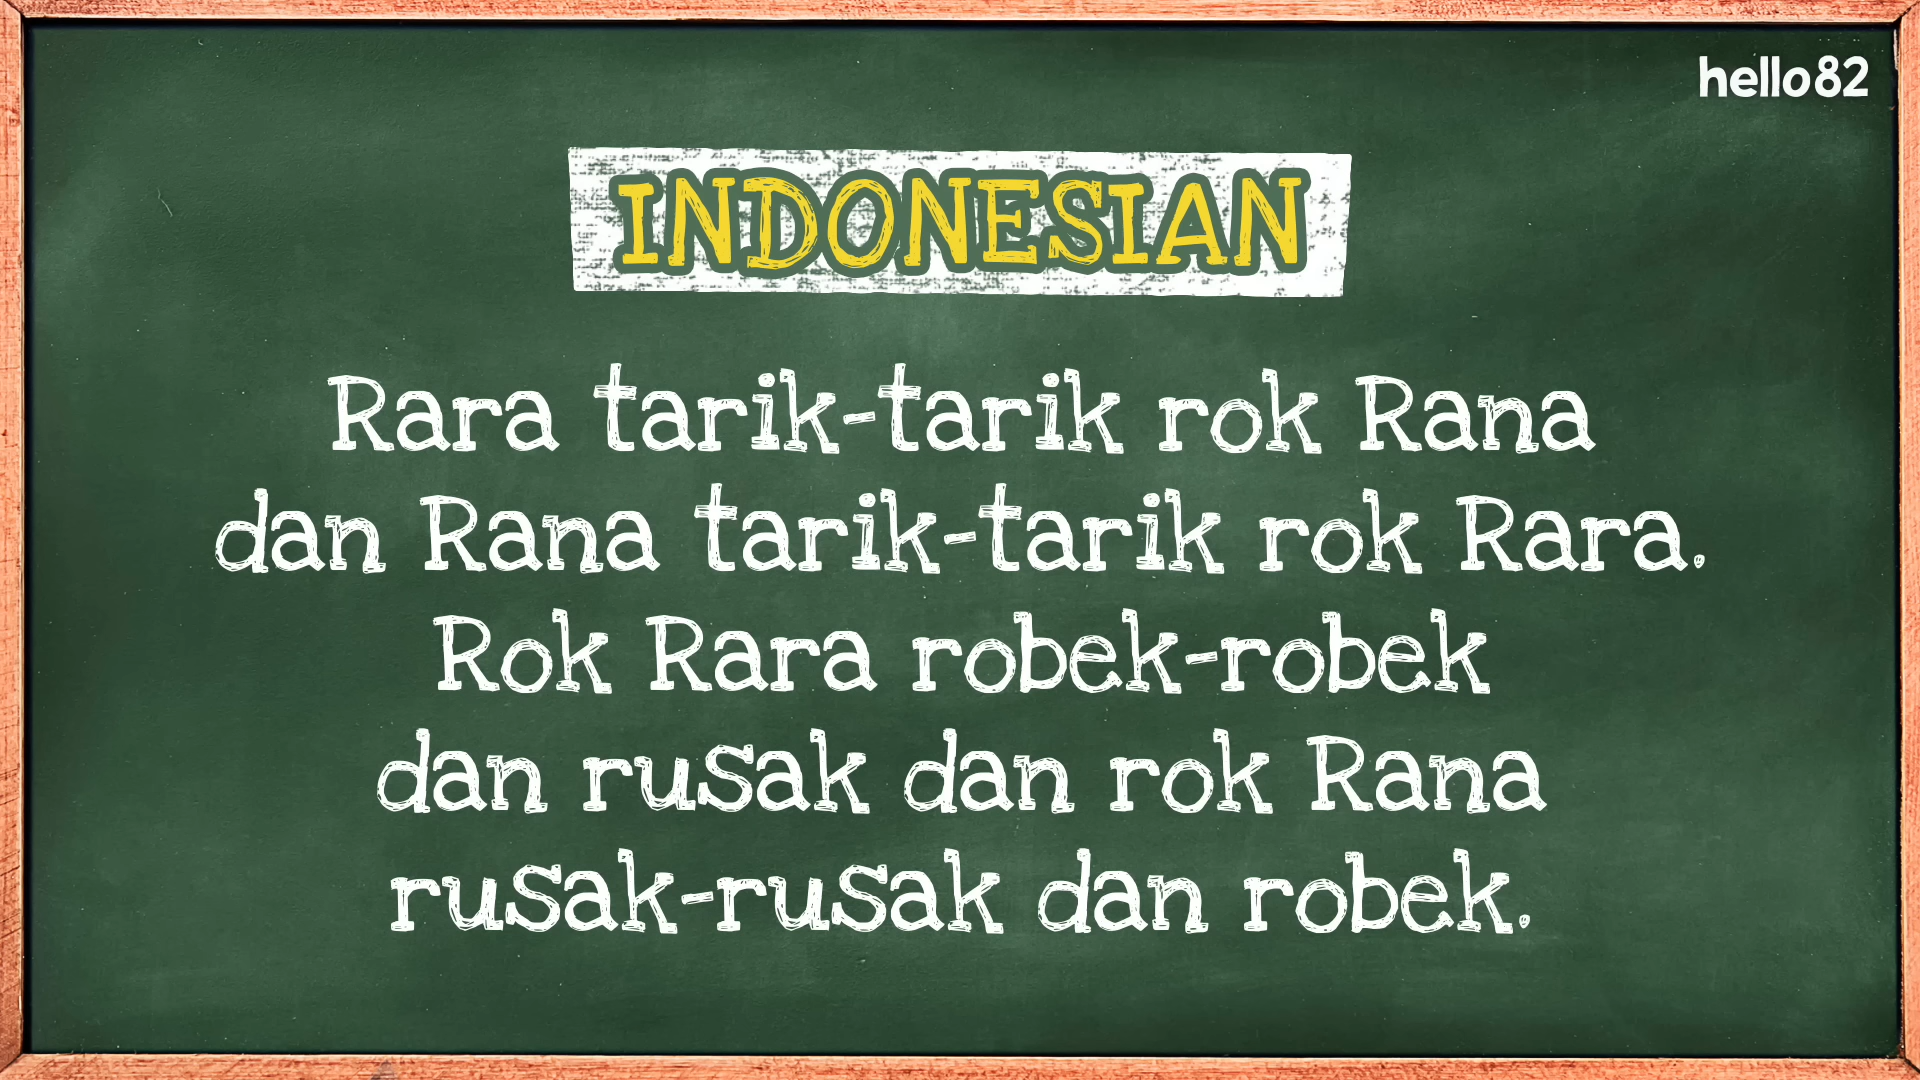 hello82
INDONESIAN
Rara tarik-tarik rok Rana
dan Rana tarik-tarik rok Rara.
Rok Rara robek-robek
dan rusak dan rok Rana
rusak-rusak dan robek.